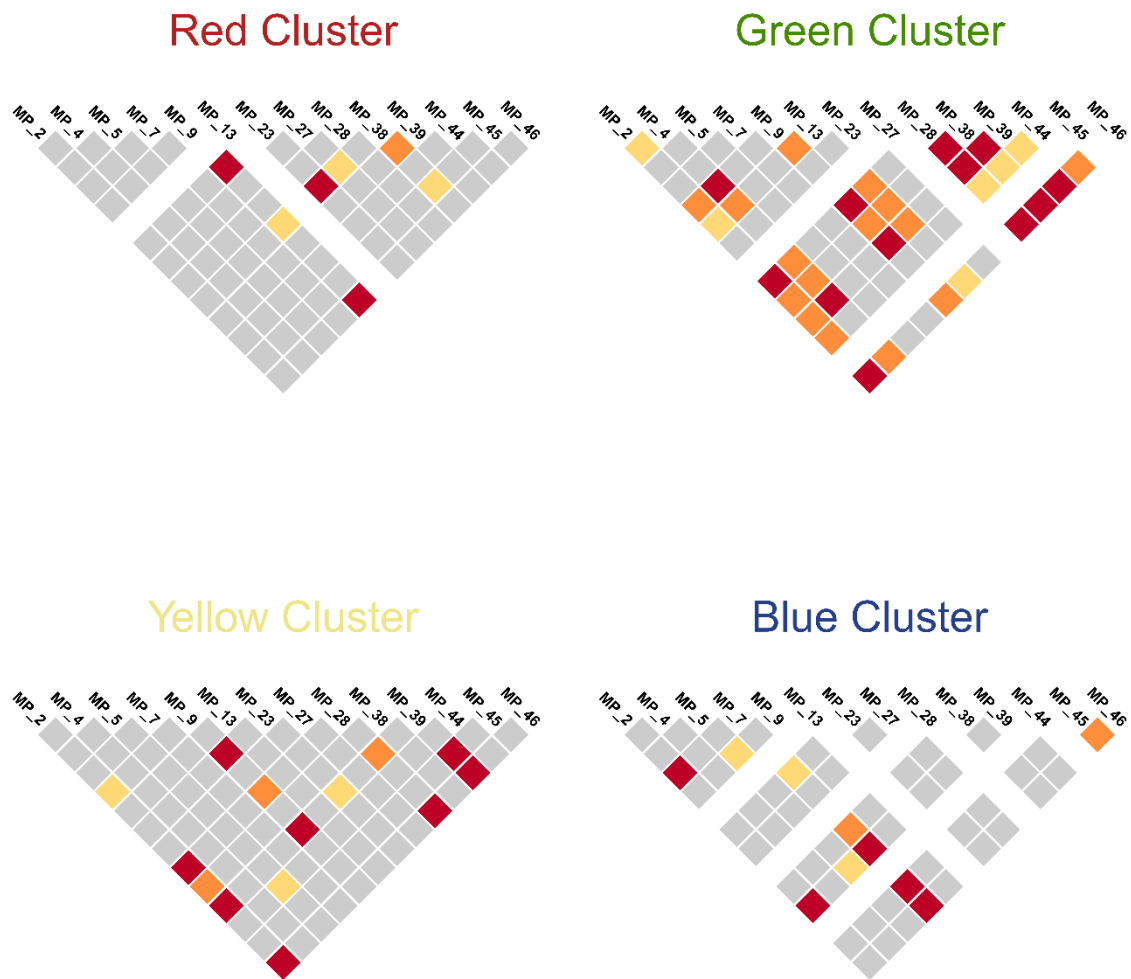 Red Cluster
MP_2
MP_4
MP_5
MP_7
MP_9
MP_13
MP_23
MP_27
MP_28
MP_38
MP_39
MP_44
MP_45
MP_46
Green Cluster
MP_2
MP_4
MP_5
MP_7
MP_9
MP_13
MP_23
MP_27
MP_28
MP_38
MP_39
MP_44
MP_45
MP_46
Yellow Cluster
MP_2
MP_4
MP_5
MP_7
MP_9
MP_13
MP_23
MP_27
MP_28
MP_38
MP_39
MP_44
MP_45
MP_46
Blue Cluster
MP_2
MP_4
MP_5
MP_7
MP_9
MP_13
MP_23
MP_27
MP_28
MP_38
MP_39
MP_44
MP_45
MP_46